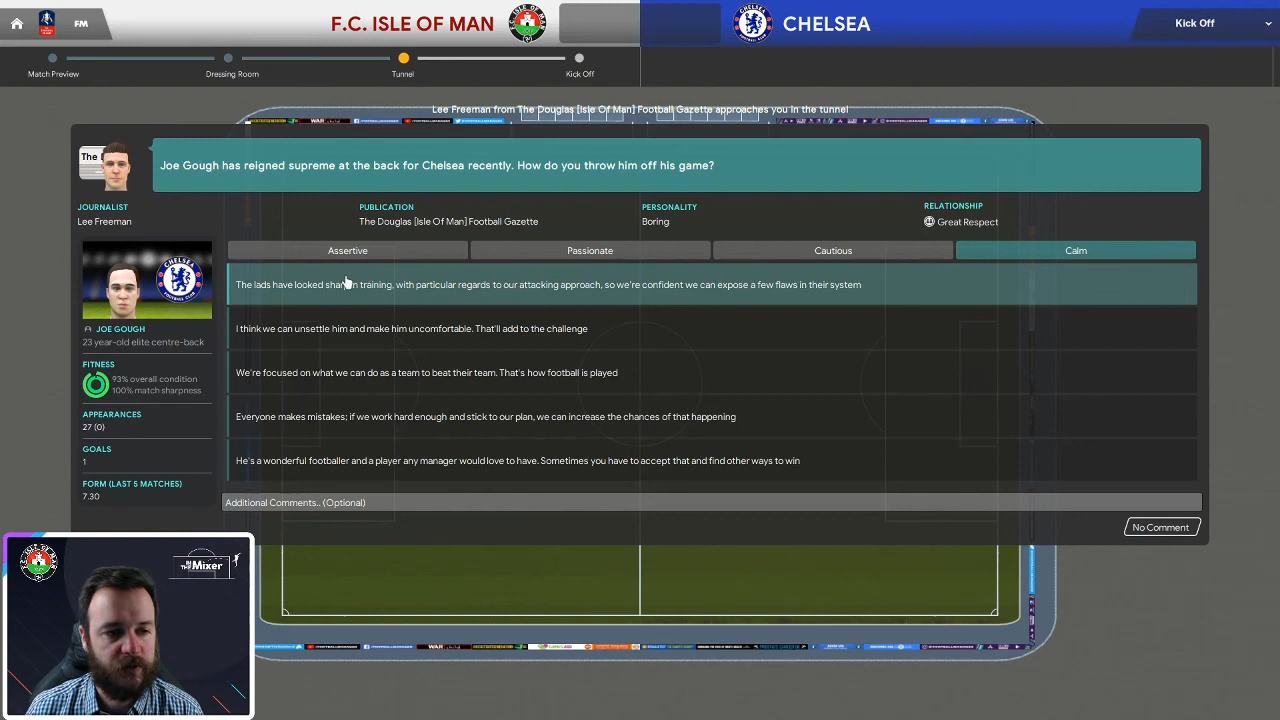 FM
F.C. ISLE OF MAN
CHELSEA
Kick Off
Match Preview
Dressing Room
Tunnel
Kick Off
Lee Freeman from The Douglas [Isle Of Man] Football Gazette approaches you in the tunnel
Joe Gough has reigned supreme at the back for Chelsea recently. How do you throw him off his game?
JOURNALIST
Lee Freeman
PUBLICATION
The Douglas [Isle Of Man] Football Gazette
PERSONALITY
Boring
RELATIONSHIP
Great Respect
Assertive
Passionate
Cautious
Calm
JOE GOUGH
23 year-old elite centre-back
FITNESS
93% overall condition
100% match sharpness
APPEARANCES
27 (0)
GOALS
1
FORM (LAST 5 MATCHES)
7.30
The lads have looked sharp in training, with particular regards to our attacking approach, so we're confident we can expose a few flaws in their system
I think we can unsettle him and make him uncomfortable. That'll add to the challenge
We're focused on what we can do as a team to beat their team. That's how football is played
Everyone makes mistakes; if we work hard enough and stick to our plan, we can increase the chances of that happening
He's a wonderful footballer and a player any manager would love to have. Sometimes you have to accept that and find other ways to win
Additional Comments.. (Optional)
No Comment
IN THE Mixer